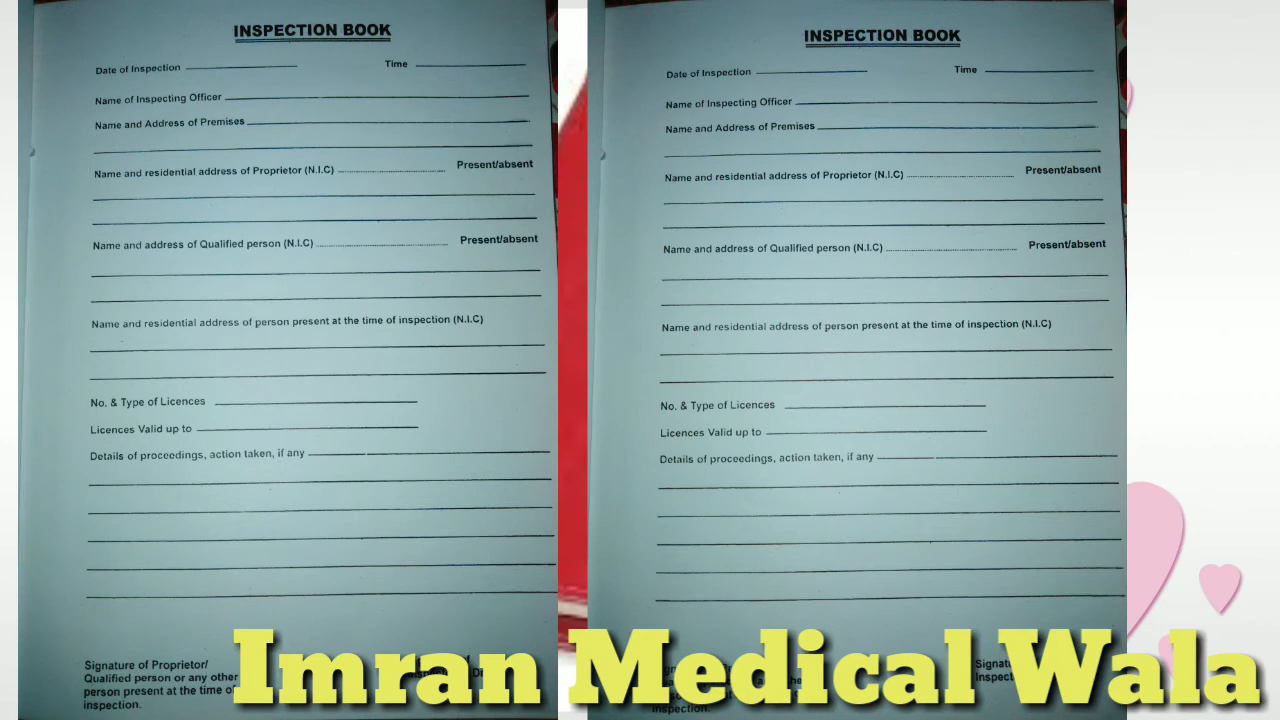 INSPECTION BOOK
Date of Inspection
Time
Name of Inspecting Officer
Name and Address of Premises
Name and residential address of Proprietor (N.I.C)
Present/absent
Name and address of Qualified person (N.I.C)
Present/absent
Name and residential address of person present at the time of inspection (N.I.C)
No. & Type of Licences
Licences Valid up to
Details of proceedings, action taken, if any
Signature of Proprietor/
Qualified person or any other
person present at the time of
inspection.
INSPECTION BOOK
Date of Inspection
Time
Name of Inspecting Officer
Name and Address of Premises
Name and residential address of Proprietor (N.I.C)
Present/absent
Name and address of Qualified person (N.I.C)
Present/absent
Name and residential address of person present at the time of inspection (N.I.C)
No. & Type of Licences
Licences Valid up to
Details of proceedings, action taken, if any
inspection.
Imran Medical Wala